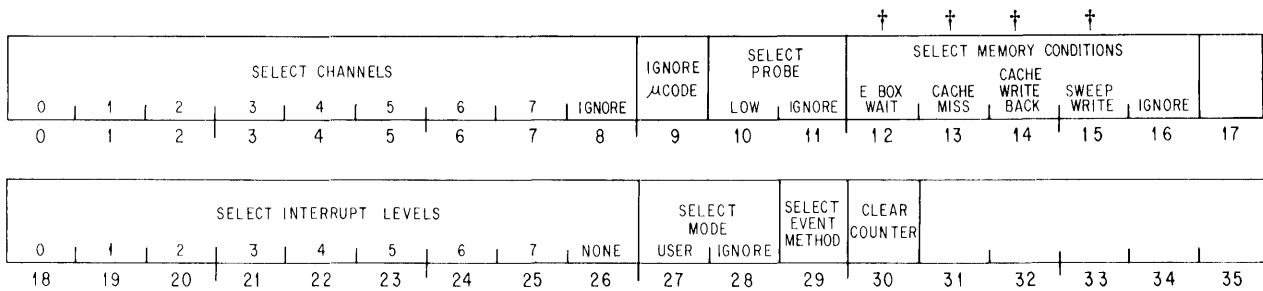 † † † †
SELECT CHANNELS IGNORE μCODE SELECT PROBE SELECT MEMORY CONDITIONS
0 1 2 3 4 5 6 7 IGNORE LOW IGNORE E BOX WAIT CACHE MISS CACHE WRITE BACK SWEEP WRITE IGNORE
0 1 2 3 4 5 6 7 8 9 10 11 12 13 14 15 16 17
SELECT INTERRUPT LEVELS SELECT MODE SELECT EVENT METHOD CLEAR COUNTER
0 1 2 3 4 5 6 7 NONE USER IGNORE
18 19 20 21 22 23 24 25 26 27 28 29 30 31 32 33 34 35